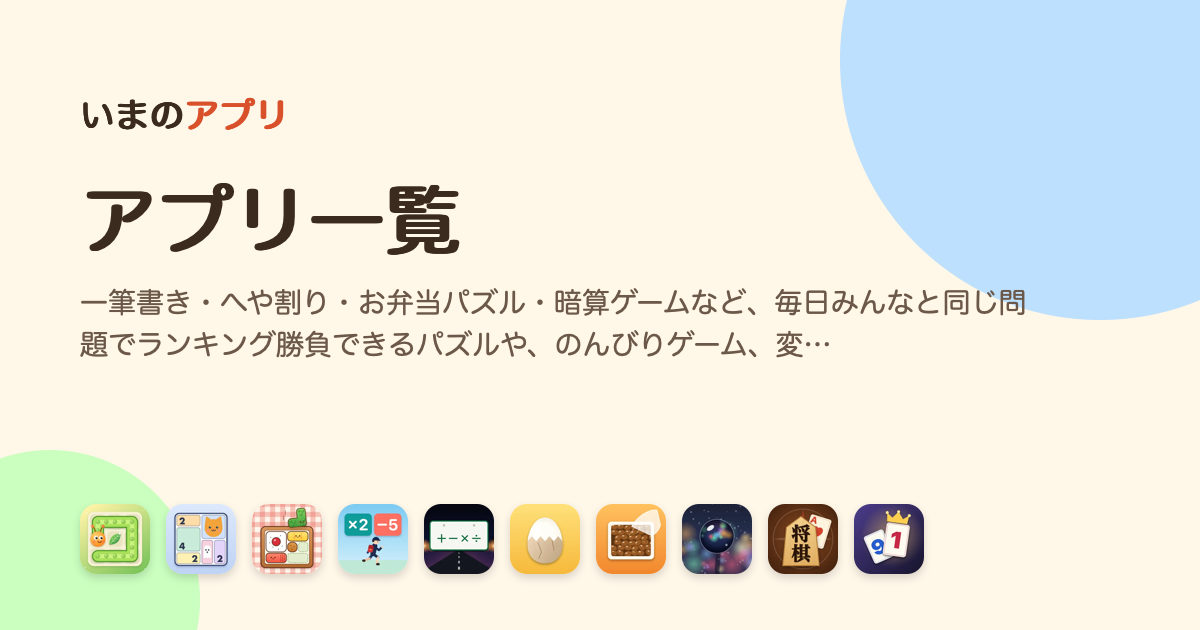 いまのアプリ
アプリ一覧
一筆書き・へや割り・お弁当パズル・暗算ゲームなど、毎日みんなと同じ問
題でランキング勝負できるパズルや、のんびりゲーム、変…
2
4
2
2
×2 −5
+−×÷
将棋
A
9 1